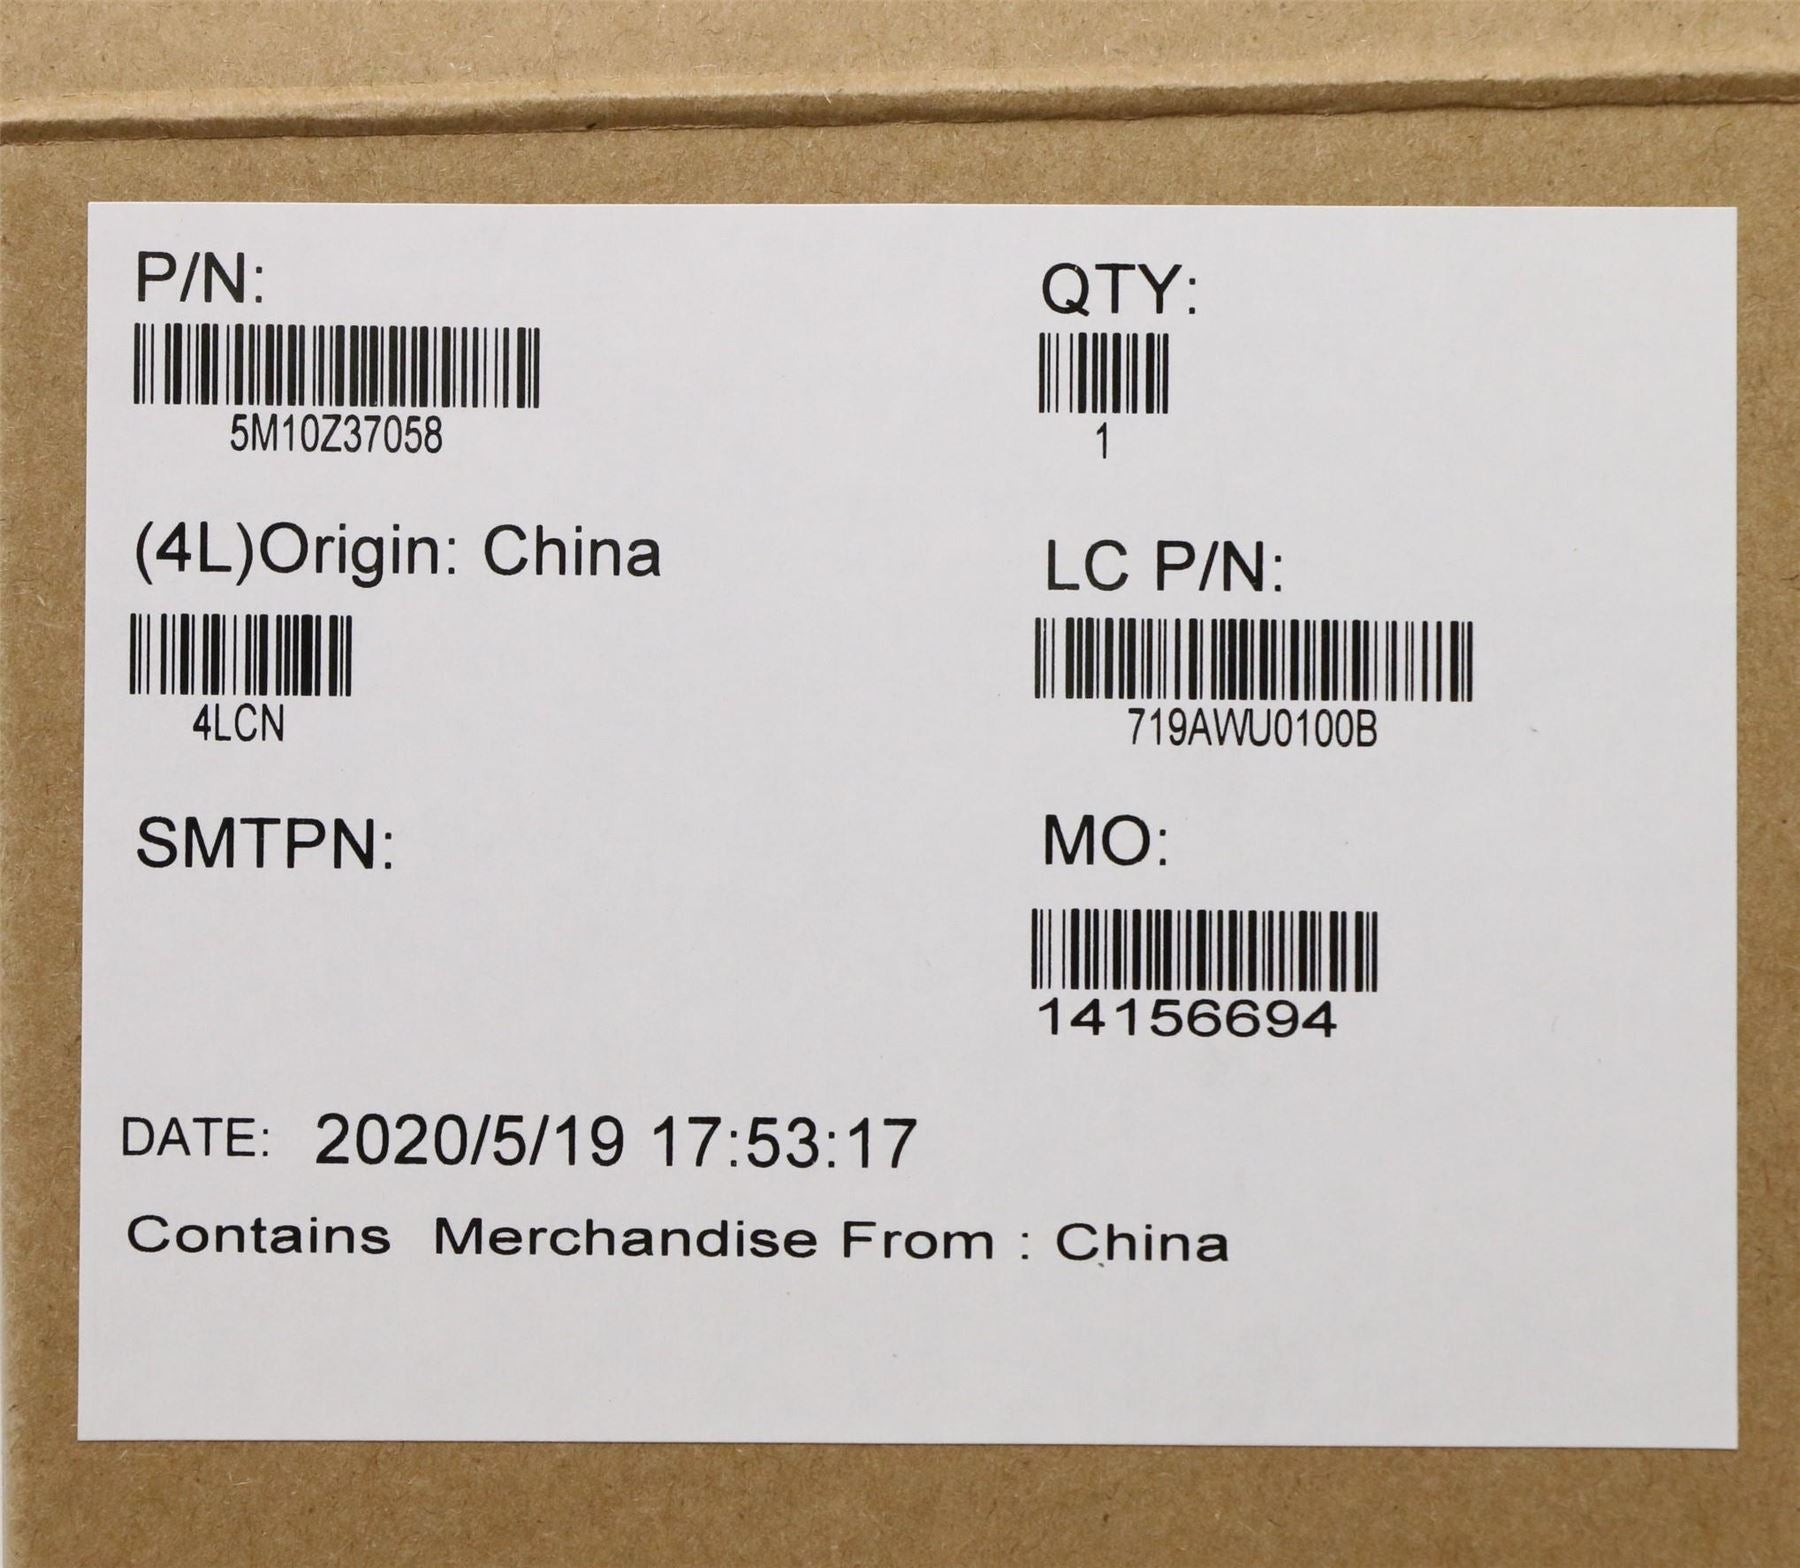 P/N:
5M10Z37058
QTY:
1
(4L)Origin: China
4LCN
LC P/N:
719AWU0100B
SMTPN:
MO:
14156694
DATE: 2020/5/19 17:53:17
Contains Merchandise From : China